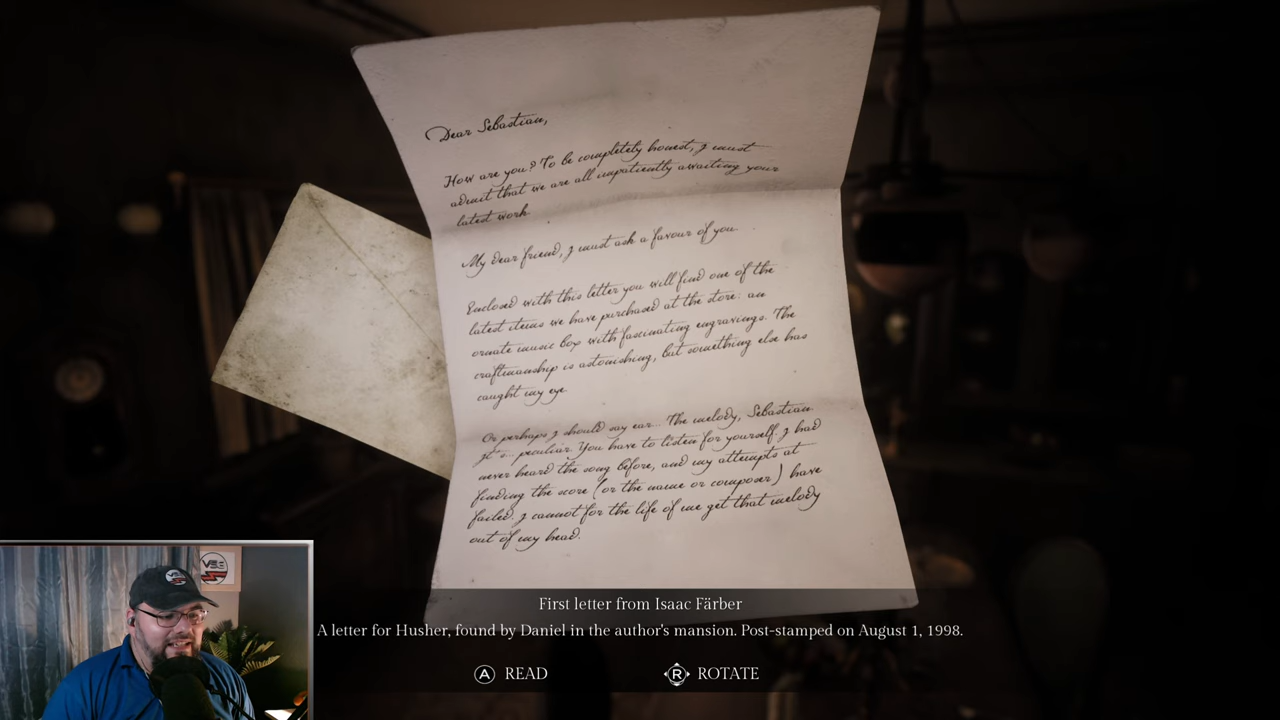 Dear Sebastian,
How are you? To be completely honest, I must
admit that we are all impatiently awaiting your
latest work.
My dear friend, I must ask a favour of you.
Enclosed with this letter you will find one of the
latest items we have purchased at the store: an
ornate music box with fascinating engravings. The
craftmanship is astonishing, but something else has
caught my eye.
Or perhaps I should say ear... The melody, Sebastian.
It's... peculiar. You have to listen for yourself. I had
never heard the song before, and my attempts at
finding the score (or the name or composer) have
failed. I cannot for the life of me get that melody
out of my head.
First letter from Isaac Färber
A letter for Husher, found by Daniel in the author's mansion. Post-stamped on August 1, 1998.
A READ
R ROTATE